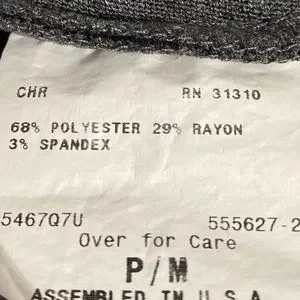 CHR RN 31310
68% POLYESTER 29% RAYON
3% SPANDEX
5467Q7U 555627-2
Over for Care
P/M
ASSEMBLED IN U.S.A